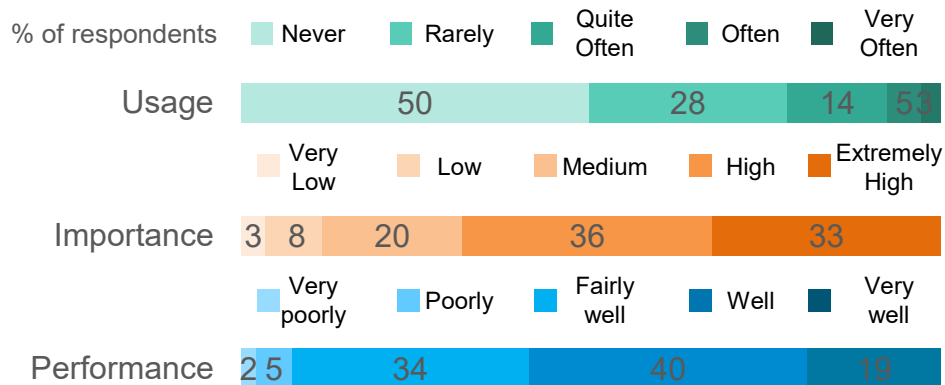 % of respondents Never Rarely Quite Often Often Very Often
Usage 50 28 14 5 3
Very Low Low Medium High Extremely High
Importance 3 8 20 36 33
Very poorly Poorly Fairly well Well Very well
Performance 2 5 34 40 19